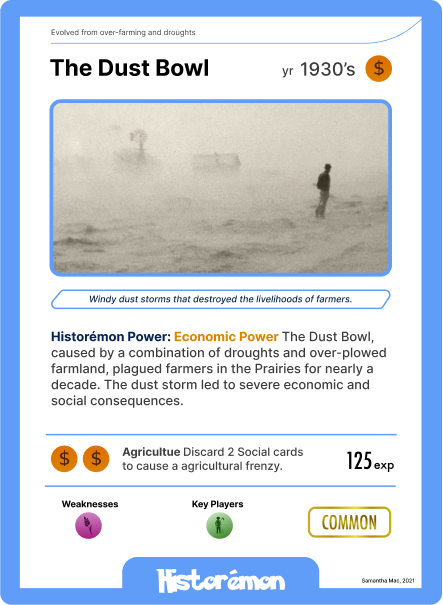 Evolved from over-farming and droughts
The Dust Bowl
yr 1930's $
Windy dust storms that destroyed the livelihoods of farmers.
Historémon Power: Economic Power The Dust Bowl,
caused by a combination of droughts and over-plowed
farmland, plagued farmers in the Prairies for nearly a
decade. The dust storm led to severe economic and
social consequences.
$ $
Agricultue Discard 2 Social cards
to cause a agricultural frenzy.
125 exp
Weaknesses
Key Players
COMMON
Historémon
Samantha Mac, 2021